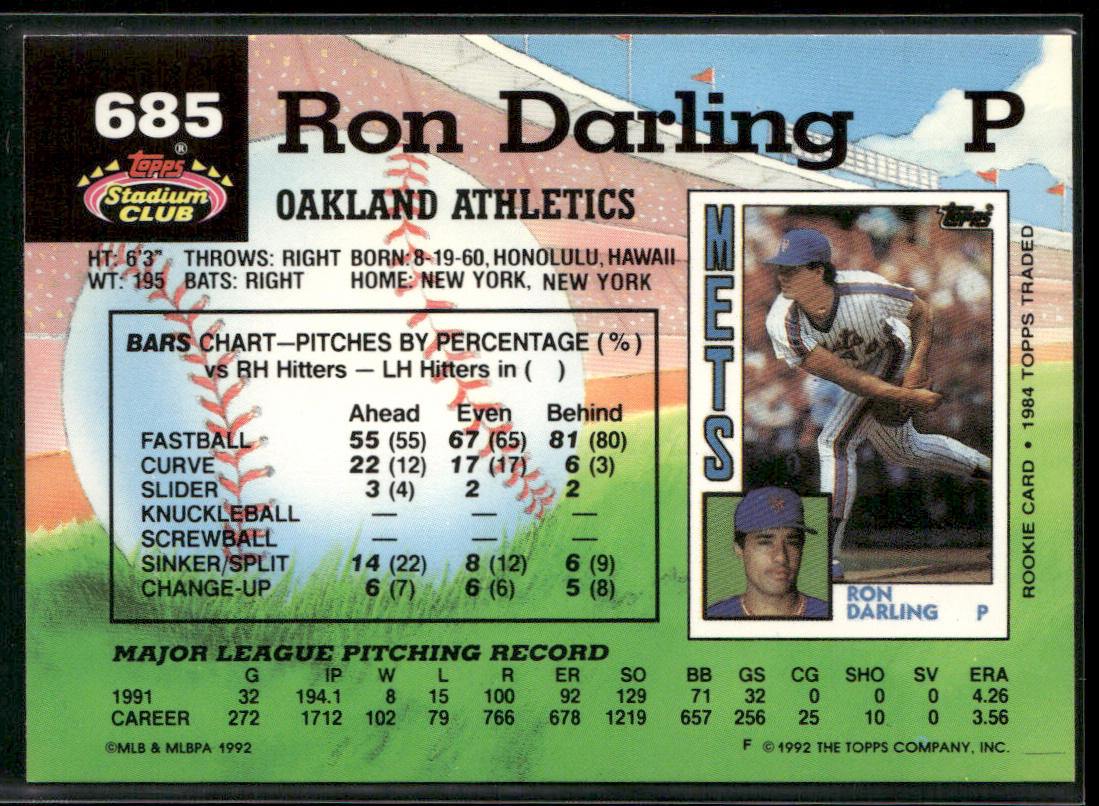 685
Topps®
Stadium
CLUB
Ron Darling P
OAKLAND ATHLETICS
HT: 6'3" THROWS: RIGHT BORN: 8-19-60, HONOLULU, HAWAII
WT: 195 BATS: RIGHT HOME: NEW YORK, NEW YORK
BARS CHART—PITCHES BY PERCENTAGE (%)
vs RH Hitters — LH Hitters in ( )
Ahead Even Behind
FASTBALL 55 (55) 67 (65) 81 (80)
CURVE 22 (12) 17 (17) 6 (3)
SLIDER 3 (4) 2 2
KNUCKLEBALL — — —
SCREWBALL — — —
SINKER/SPLIT 14 (22) 8 (12) 6 (9)
CHANGE-UP 6 (7) 6 (6) 5 (8)
METS
TOPPS
RON
DARLING P
ROOKIE CARD • 1984 TOPPS TRADED
MAJOR LEAGUE PITCHING RECORD
G IP W L R ER SO BB GS CG SHO SV ERA
1991 32 194.1 8 15 100 92 129 71 32 0 0 0 4.26
CAREER 272 1712 102 79 766 678 1219 657 256 25 10 0 3.56
©MLB & MLBPA 1992
F ©1992 THE TOPPS COMPANY, INC.